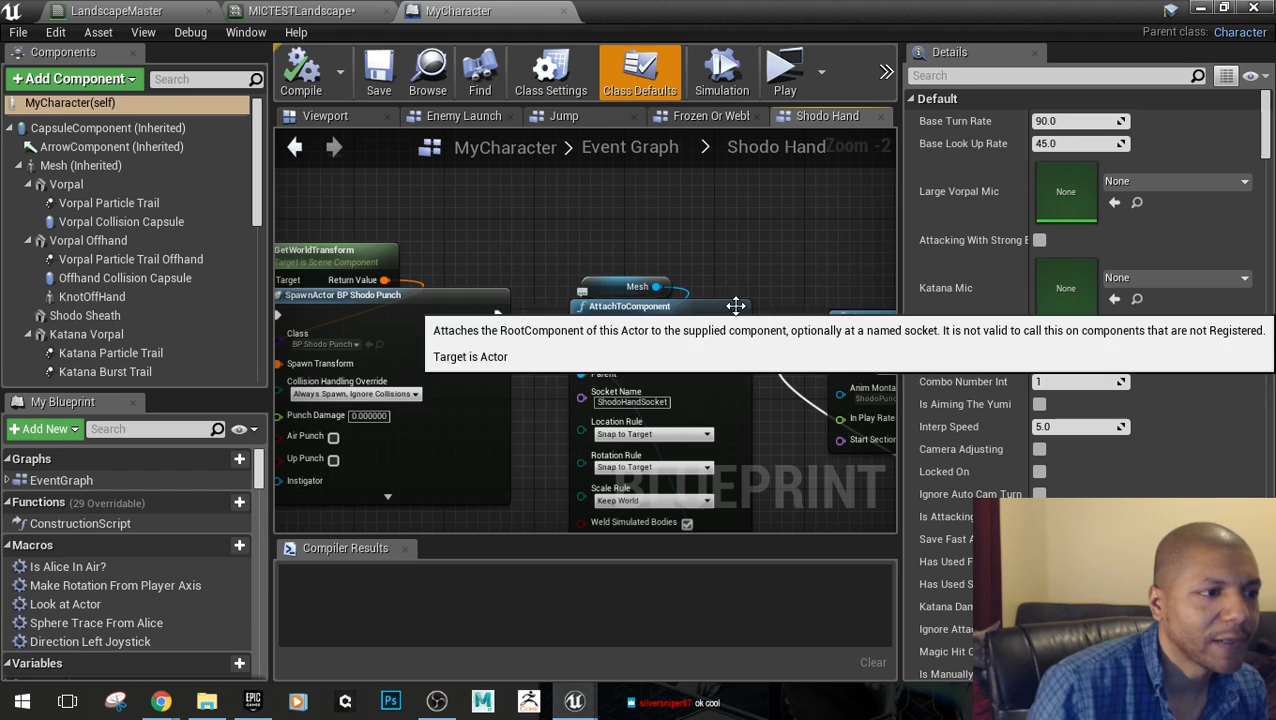 LandscapeMaster
MICTESTLandscape*
MyCharacter
File
Edit
Asset
View
Debug
Window
Help
Parent class: Character
Components
+ Add Component
Search
MyCharacter(self)
CapsuleComponent (Inherited)
ArrowComponent (Inherited)
Mesh (Inherited)
Vorpal
Vorpal Particle Trail
Vorpal Collision Capsule
Vorpal Offhand
Vorpal Particle Trail Offhand
Offhand Collision Capsule
KnotOffHand
Shodo Sheath
Katana Vorpal
Katana Particle Trail
Katana Burst Trail
My Blueprint
+ Add New
Search
Graphs
EventGraph
Functions (29 Overridable)
ConstructionScript
Macros
Is Alice In Air?
Make Rotation From Player Axis
Look at Actor
Sphere Trace From Alice
Direction Left Joystick
Variables
Compile
Save
Browse
Find
Class Settings
Class Defaults
Simulation
Play
Viewport
Enemy Launch
Jump
Frozen Or Webb
Shodo Hand
MyCharacter > Event Graph > Shodo Hand
Zoom -2
GetWorldTransform
Target is Scene Component
Target
Return Value
SpawnActor BP Shodo Punch
Class
BP Shodo Punch
Spawn Transform
Collision Handling Override
Always Spawn, Ignore Collisions
Punch Damage 0.000000
Air Punch
Up Punch
Instigator
Mesh
AttachToComponent
Attaches the RootComponent of this Actor to the supplied component, optionally at a named socket. It is not valid to call this on components that are not Registered.
Target is Actor
Parent
Socket Name
ShodoHandSocket
Location Rule
Snap to Target
Rotation Rule
Snap to Target
Scale Rule
Keep World
Weld Simulated Bodies
Anim Monta
ShodoPunc
In Play Rate
Start Section
BLUEPRINT
Compiler Results
Clear
Details
Search
Default
Base Turn Rate 90.0
Base Look Up Rate 45.0
Large Vorpal Mic
None
None
Attacking With Strong
Katana Mic
None
None
Combo Number Int 1
Is Aiming The Yumi
Interp Speed 5.0
Camera Adjusting
Locked On
Ignore Auto Cam Turn
Is Attacking
Save Fast A
Has Used F
Has Used S
Katana Dam
Ignore Attac
Magic Hit C
Is Manually
EPIC GAMES
Ps
M
silversniper67 ok cool